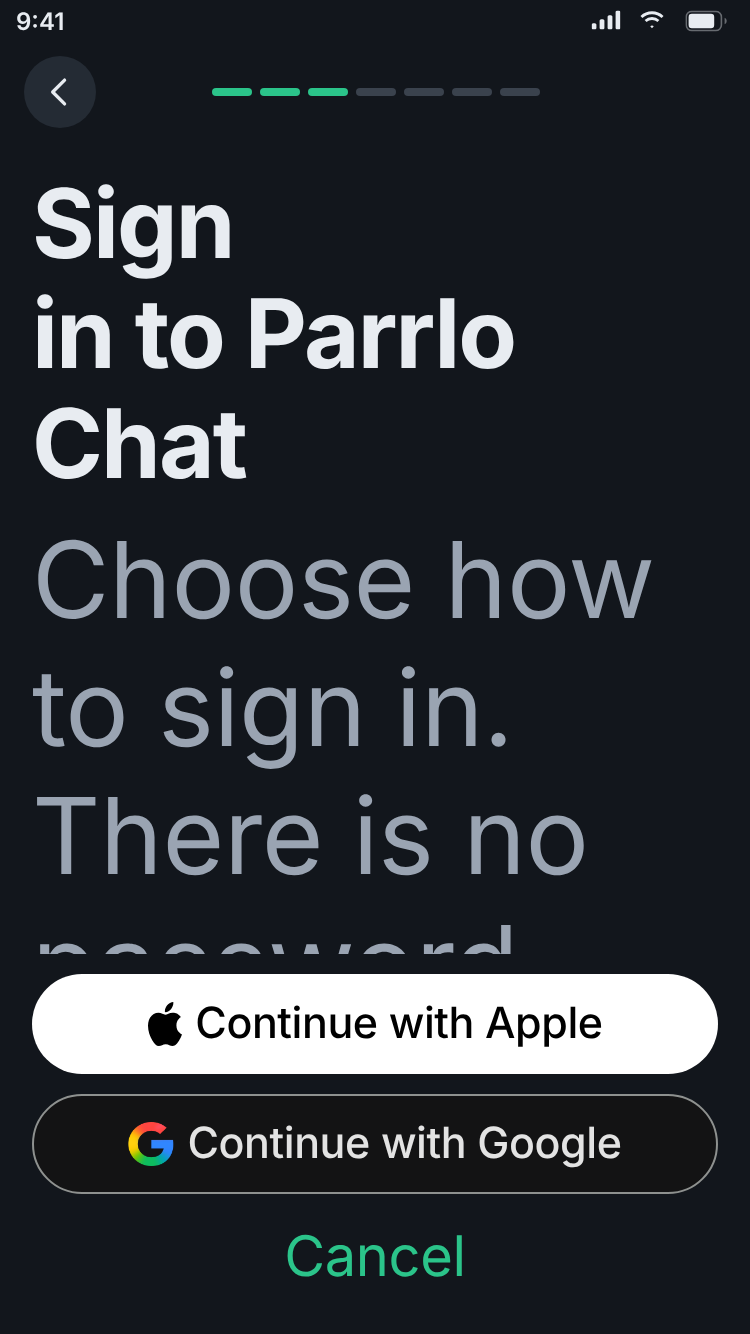 9:41
Sign
in to Parrlo
Chat
Choose how
to sign in.
There is no
password
Continue with Apple
Continue with Google
Cancel